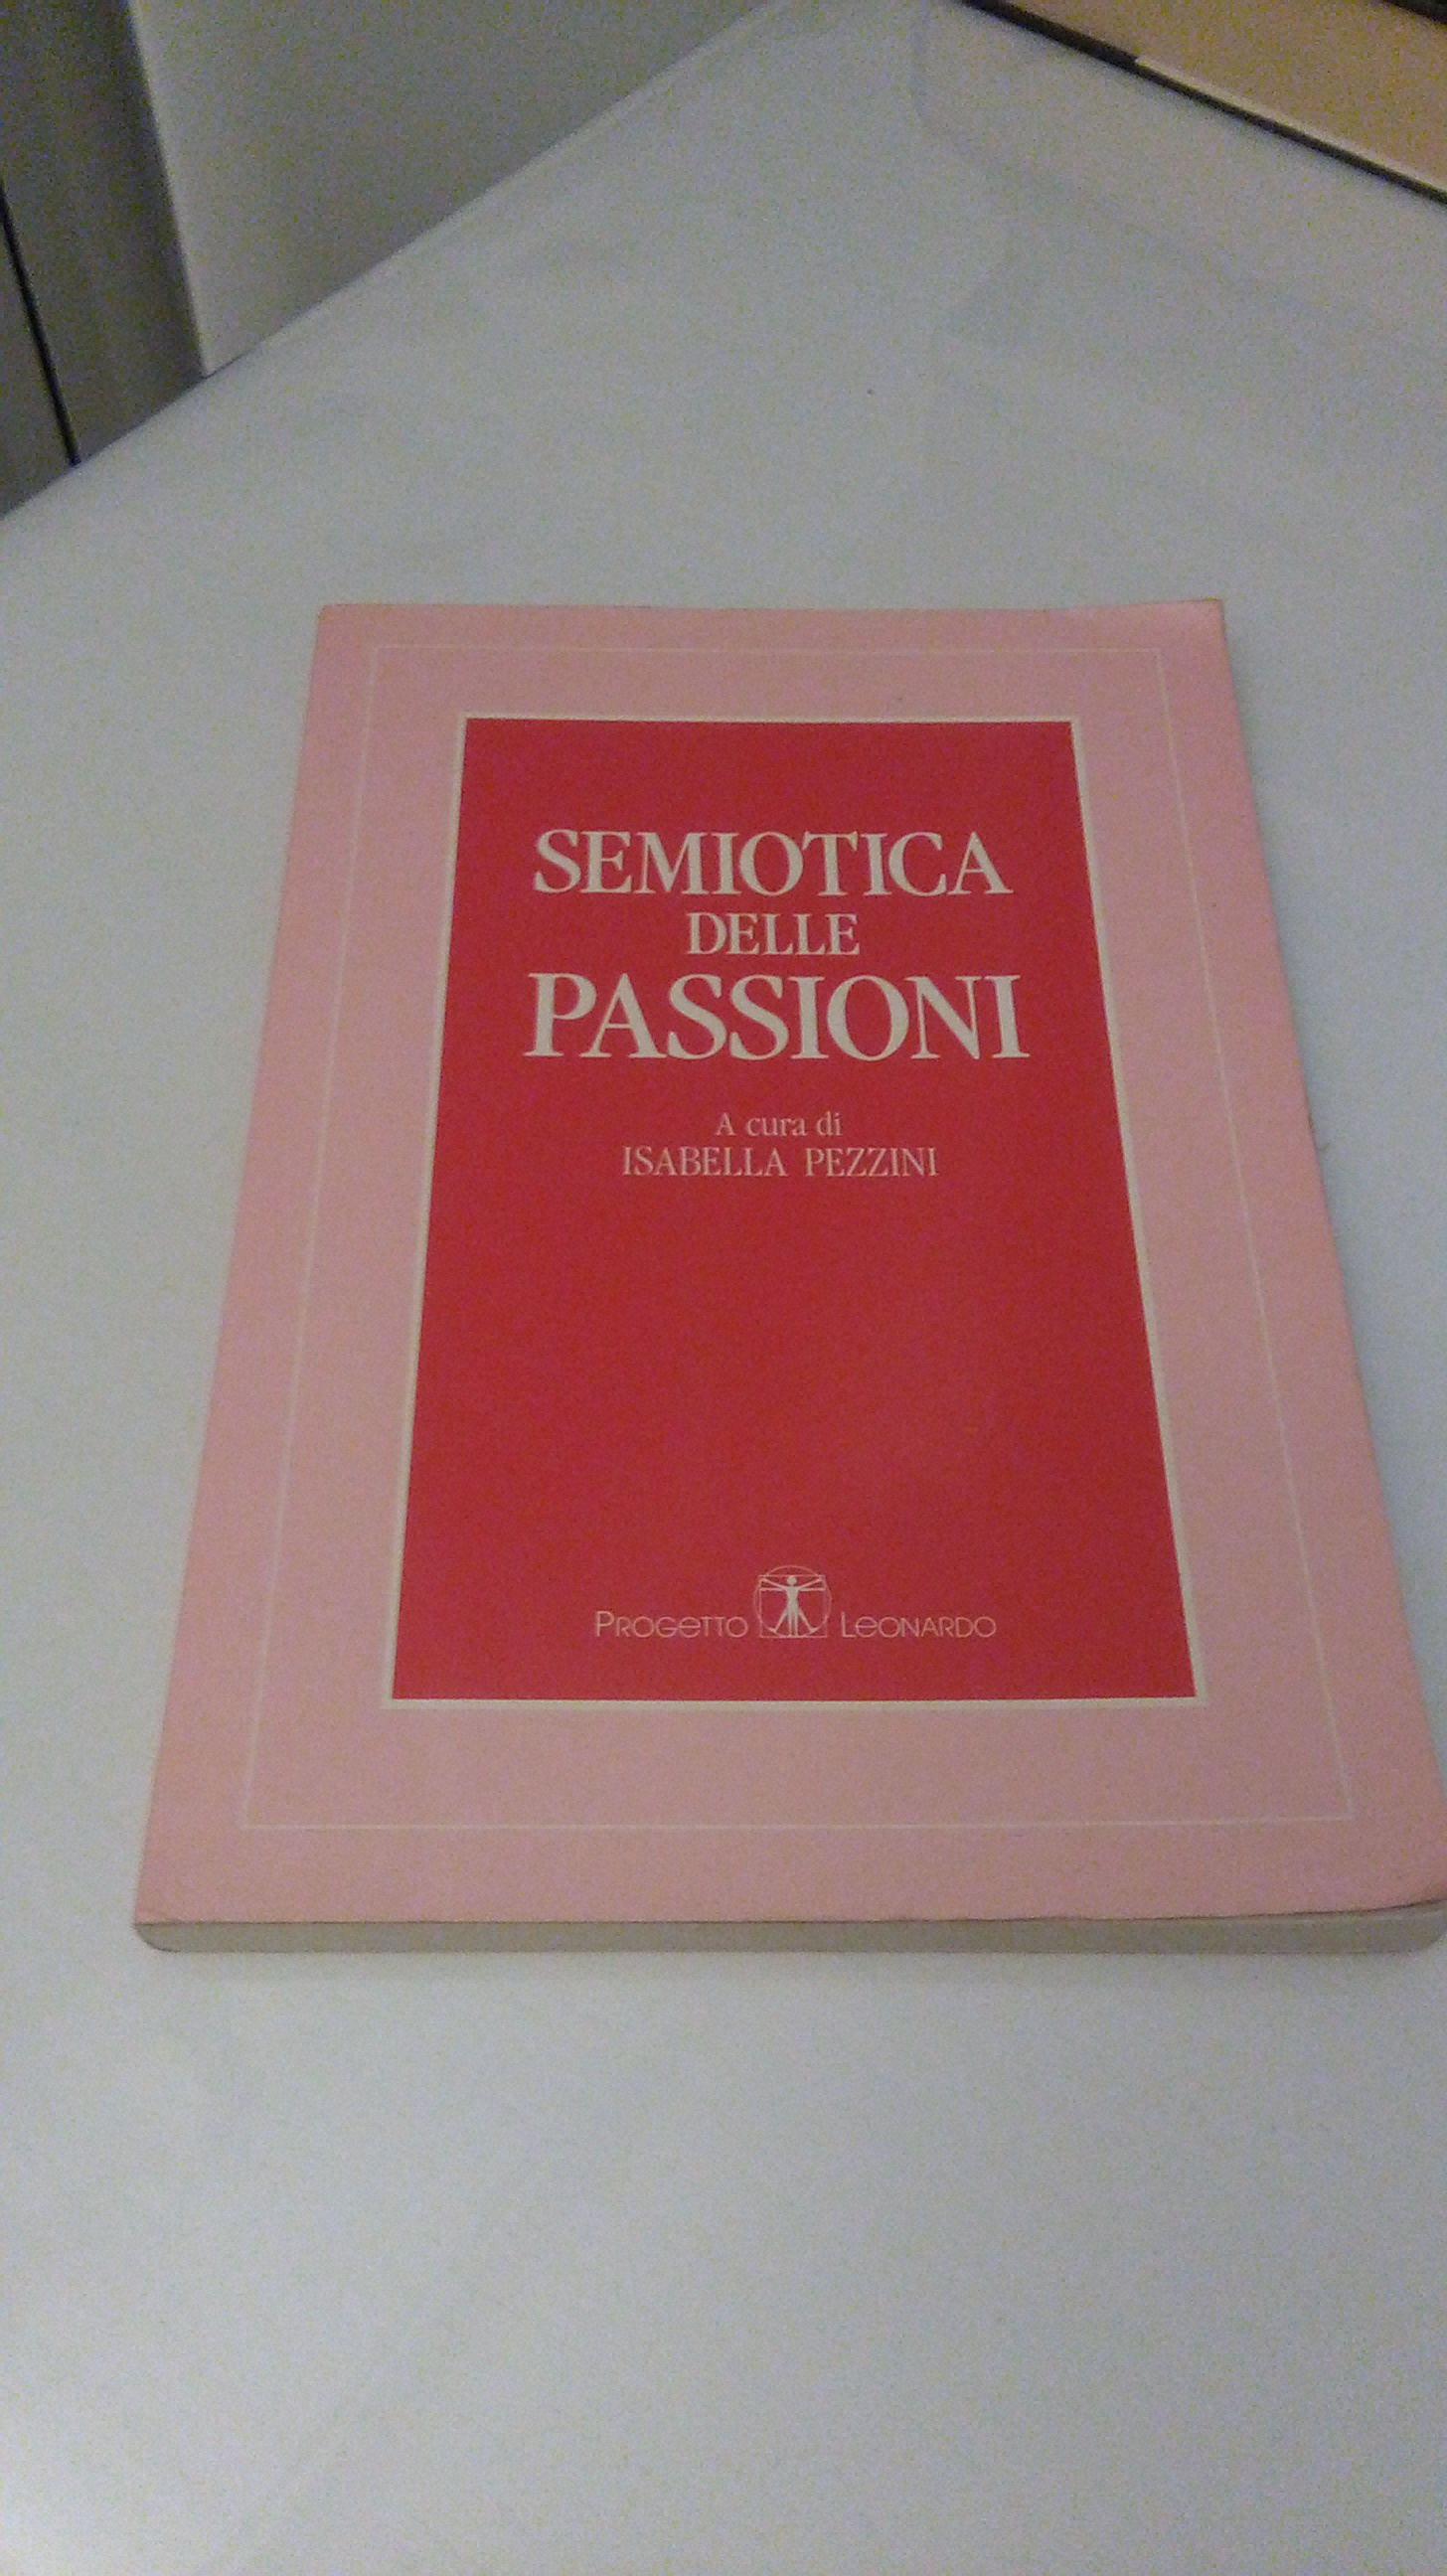 SEMIOTICA
DELLE
PASSIONI
A cura di
ISABELLA PEZZINI
PROGETTO LEONARDO